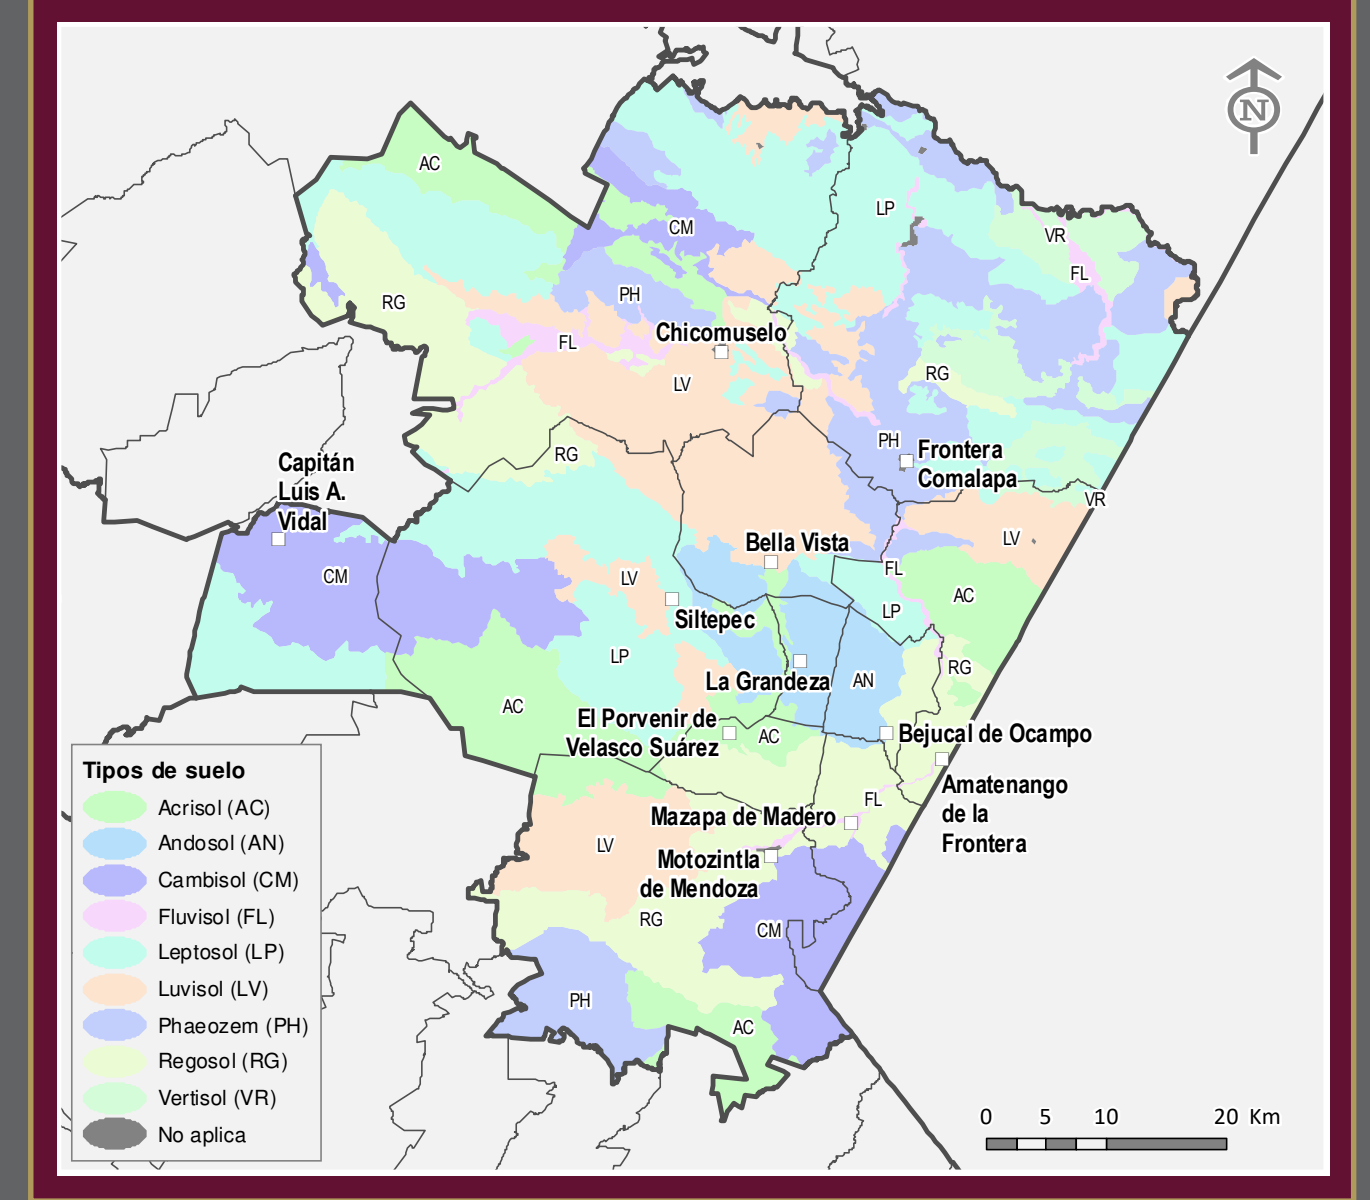 N
AC
LP
CM
VR
FL
PH
RG
Chicomuselo
FL
RG
LV
PH
Frontera
Comalapa
RG
Capitán
Luis A.
Vidal
VR
LV
Bella Vista
CM
LV
FL
AC
LP
Siltepec
LP
RG
La Grandeza
AN
AC
El Porvenir de
Velasco Suárez
AC
Bejucal de Ocampo
Amatenango
de la
Frontera
FL
Mazapa de Madero
LV
Motozintla
de Mendoza
RG
CM
PH
AC
Tipos de suelo
Acrisol (AC)
Andosol (AN)
Cambisol (CM)
Fluvisol (FL)
Leptosol (LP)
Luvisol (LV)
Phaeozem (PH)
Regosol (RG)
Vertisol (VR)
No aplica
0 5 10 20 Km